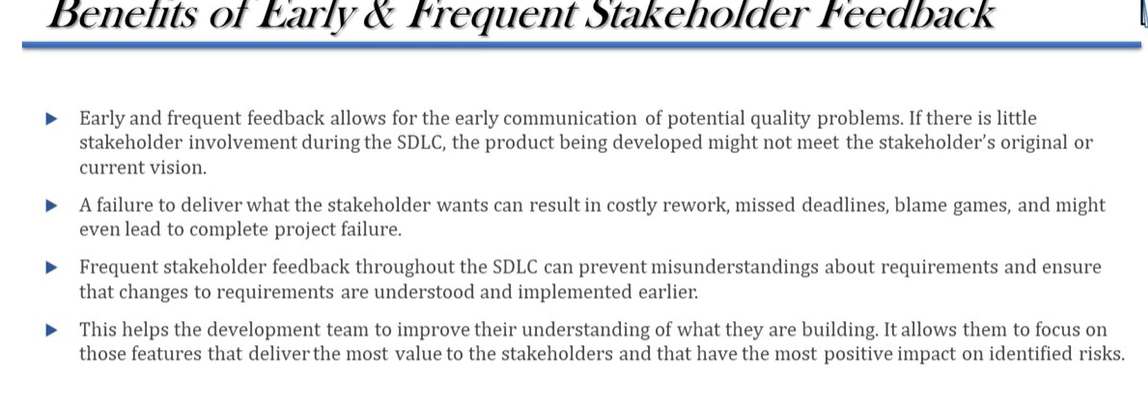 Benefits of Early & Frequent Stakeholder Feedback
Early and frequent feedback allows for the early communication of potential quality problems. If there is little
stakeholder involvement during the SDLC, the product being developed might not meet the stakeholder's original or
current vision.
A failure to deliver what the stakeholder wants can result in costly rework, missed deadlines, blame games, and might
even lead to complete project failure.
Frequent stakeholder feedback throughout the SDLC can prevent misunderstandings about requirements and ensure
that changes to requirements are understood and implemented earlier.
This helps the development team to improve their understanding of what they are building. It allows them to focus on
those features that deliver the most value to the stakeholders and that have the most positive impact on identified risks.